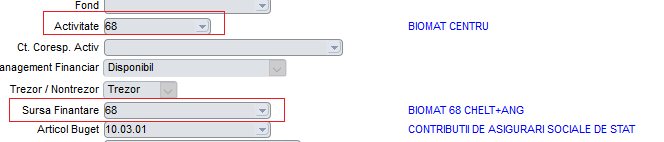 Fond
Activitate 68 BIOMAT CENTRU
Ct. Coresp. Activ
anagement Financiar Disponibil
Trezor / Nontrezor Trezor
Sursa Finantare 68 BIOMAT 68 CHELT+ANG
Articol Buget 10.03.01 CONTRIBUTII DE ASIGURARI SOCIALE DE STAT